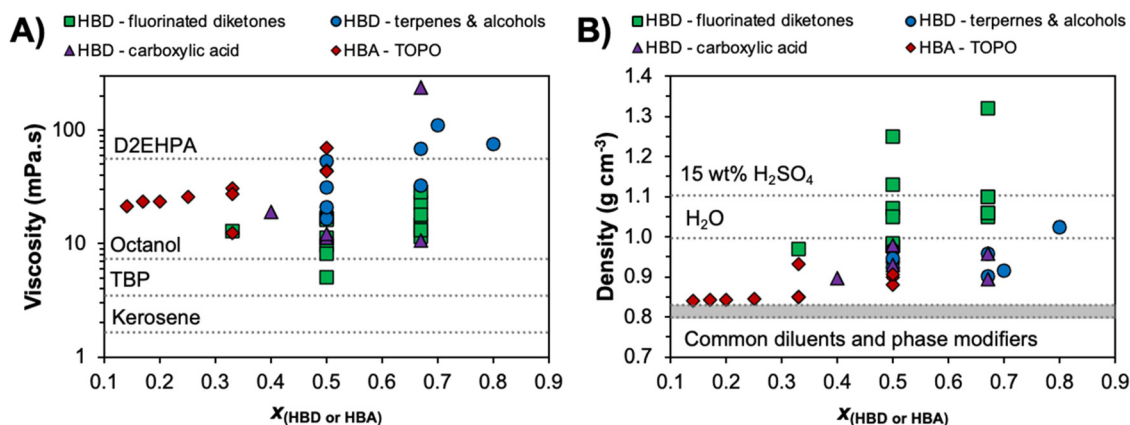 A)
HBD - fluorinated diketones
HBD - terpenes & alcohols
HBD - carboxylic acid
HBA - TOPO
Viscosity (mPa.s)
100
10
1
D2EHPA
Octanol
TBP
Kerosene
0.1 0.2 0.3 0.4 0.5 0.6 0.7 0.8 0.9
x(HBD or HBA)
B)
HBD - fluorinated diketones
HBD - terpernes & alcohols
HBD - carboxylic acid
HBA - TOPO
Density (g cm-3)
1.4
1.3
1.2
1.1
1.0
0.9
0.8
0.7
15 wt% H2SO4
H2O
Common diluents and phase modifiers
0.1 0.2 0.3 0.4 0.5 0.6 0.7 0.8 0.9
x(HBD or HBA)